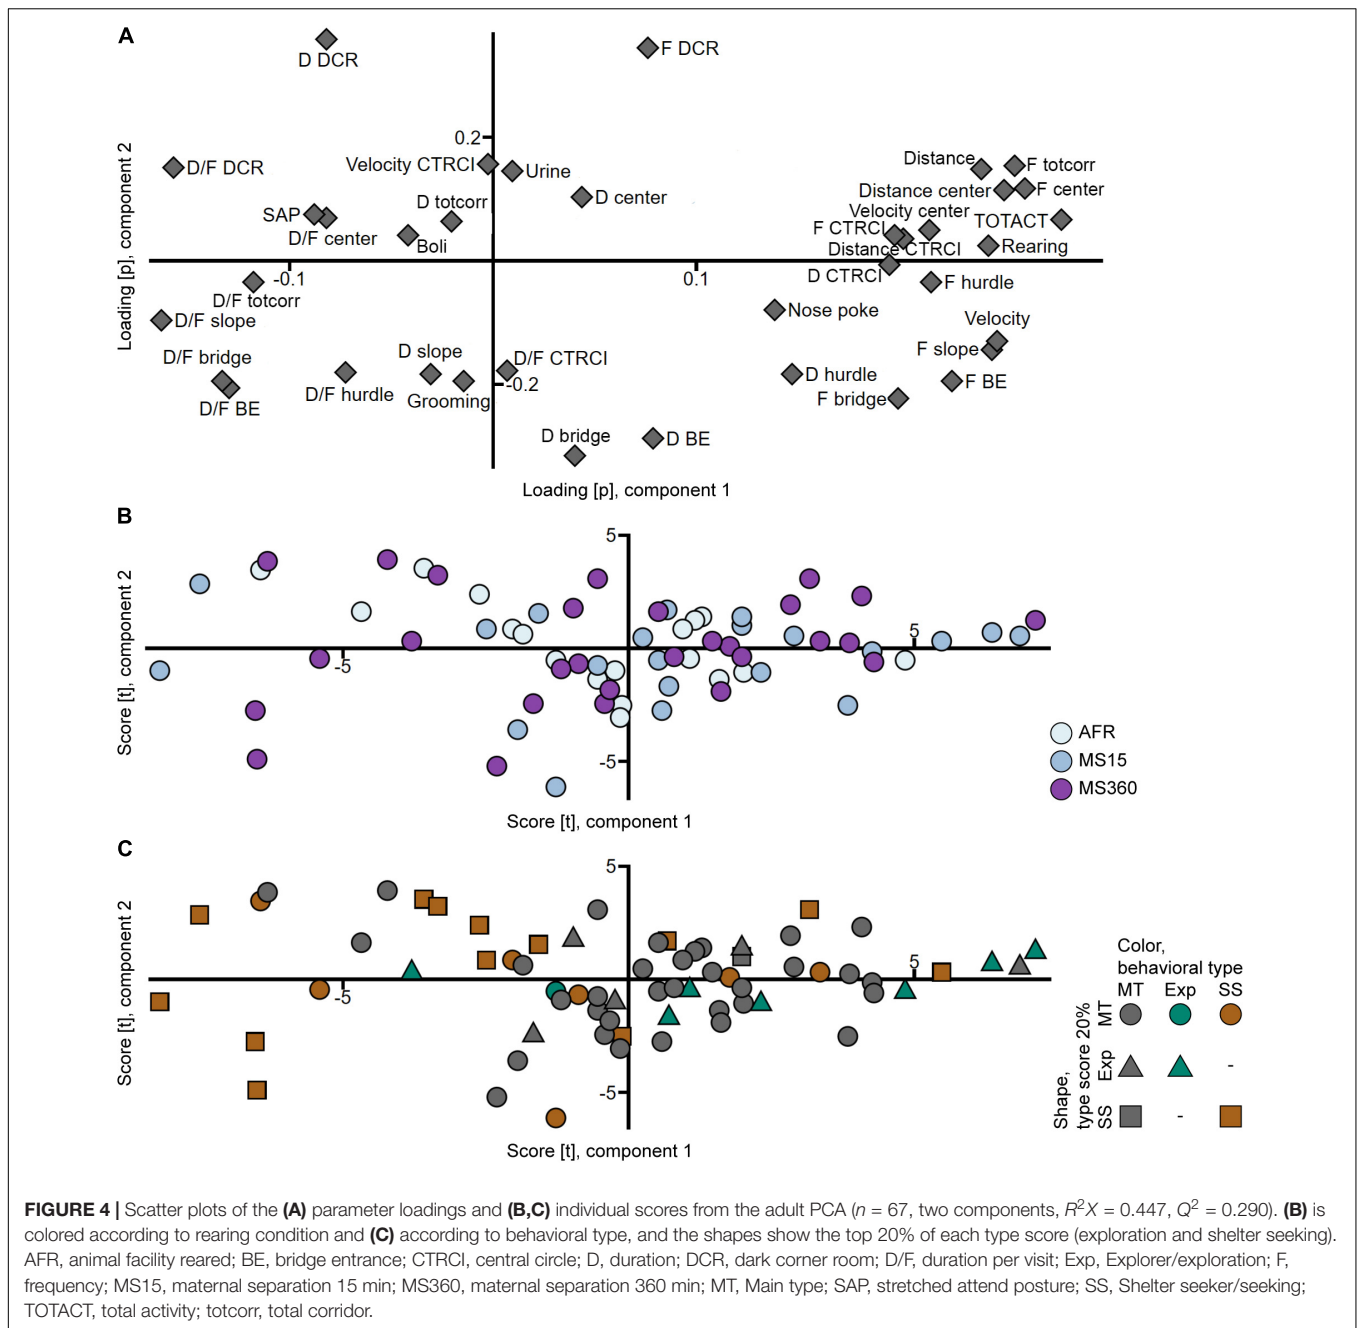 A
D DCR
F DCR
0.2
D/F DCR
Velocity CTRCI
Urine
Distance
F totcorr
Distance center
F center
D center
D totcorr
SAP
Velocity center
TOTACT
F CTRCI
D/F center
Boli
Distance CTRCI
Rearing
-0.1
0.1
D CTRCI
F hurdle
D/F totcorr
Nose poke
D/F slope
Velocity
F slope
D/F bridge
D slope
D/F CTRCI
D hurdle
F BE
-0.2
D/F hurdle
Grooming
F bridge
D/F BE
D bridge
D BE
Loading [p], component 2
Loading [p], component 1
B
5
5
-5
-5
Score [t], component 2
Score [t], component 1
AFR
MS15
MS360
C
5
5
-5
-5
Score [t], component 2
Score [t], component 1
Color,
behavioral type
MT Exp SS
Shape,
type score 20%
MT
Exp
-
SS
-
FIGURE 4 | Scatter plots of the (A) parameter loadings and (B,C) individual scores from the adult PCA (n = 67, two components, R²X = 0.447, Q² = 0.290). (B) is
colored according to rearing condition and (C) according to behavioral type, and the shapes show the top 20% of each type score (exploration and shelter seeking).
AFR, animal facility reared; BE, bridge entrance; CTRCI, central circle; D, duration; DCR, dark corner room; D/F, duration per visit; Exp, Explorer/exploration; F,
frequency; MS15, maternal separation 15 min; MS360, maternal separation 360 min; MT, Main type; SAP, stretched attend posture; SS, Shelter seeker/seeking;
TOTACT, total activity; totcorr, total corridor.